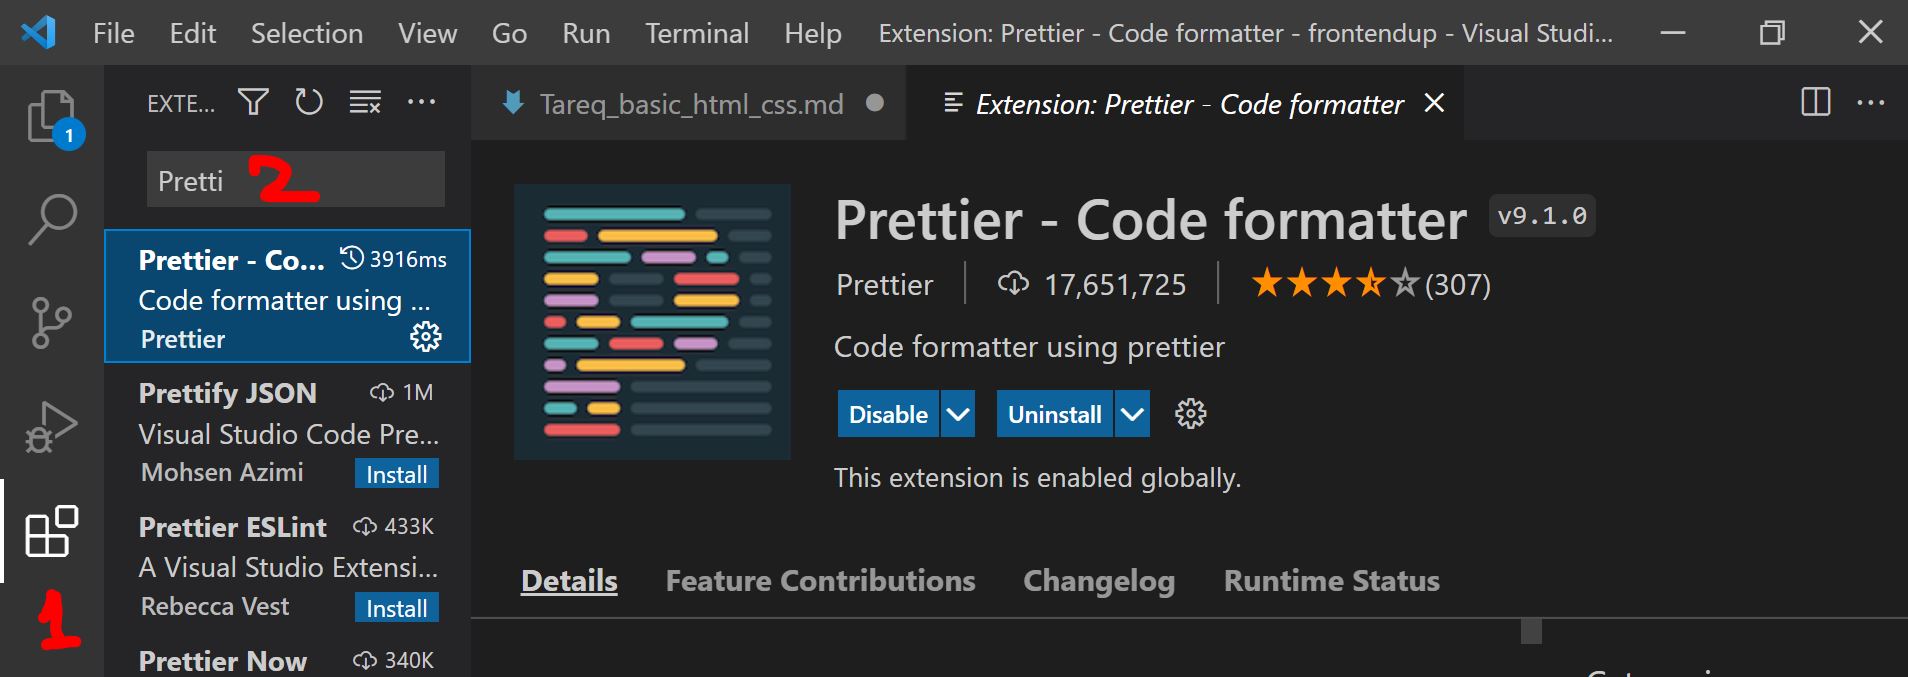 File Edit Selection View Go Run Terminal Help Extension: Prettier - Code formatter - frontendup - Visual Studi...
1
EXTE...
Tareq_basic_html_css.md
Extension: Prettier - Code formatter
Pretti
2
Prettier - Co... 3916ms
Code formatter using ...
Prettier
Prettify JSON 1M
Visual Studio Code Pre...
Mohsen Azimi Install
Prettier ESLint 433K
A Visual Studio Extensi...
Rebecca Vest Install
Prettier Now 340K
1
Prettier - Code formatter v9.1.0
Prettier 17,651,725 (307)
Code formatter using prettier
Disable Uninstall
This extension is enabled globally.
Details Feature Contributions Changelog Runtime Status